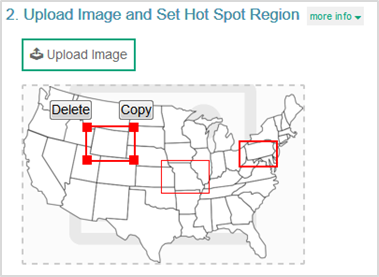 2. Upload Image and Set Hot Spot Region more info
Upload Image
Delete Copy